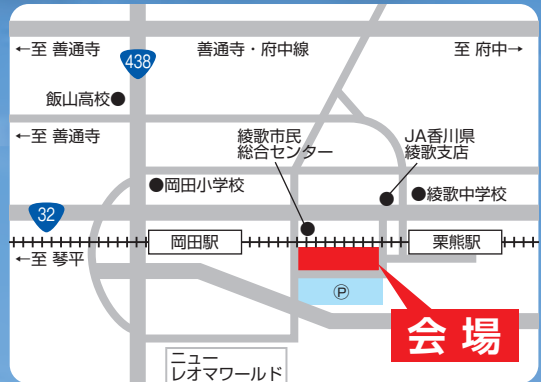 ←至 善通寺
善通寺・府中線
至 府中→
438
飯山高校
←至 善通寺
綾歌市民
総合センター
JA香川県
綾歌支店
岡田小学校
綾歌中学校
32
岡田駅
栗熊駅
←至 琴平
P
会場
ニュー
レオマワールド